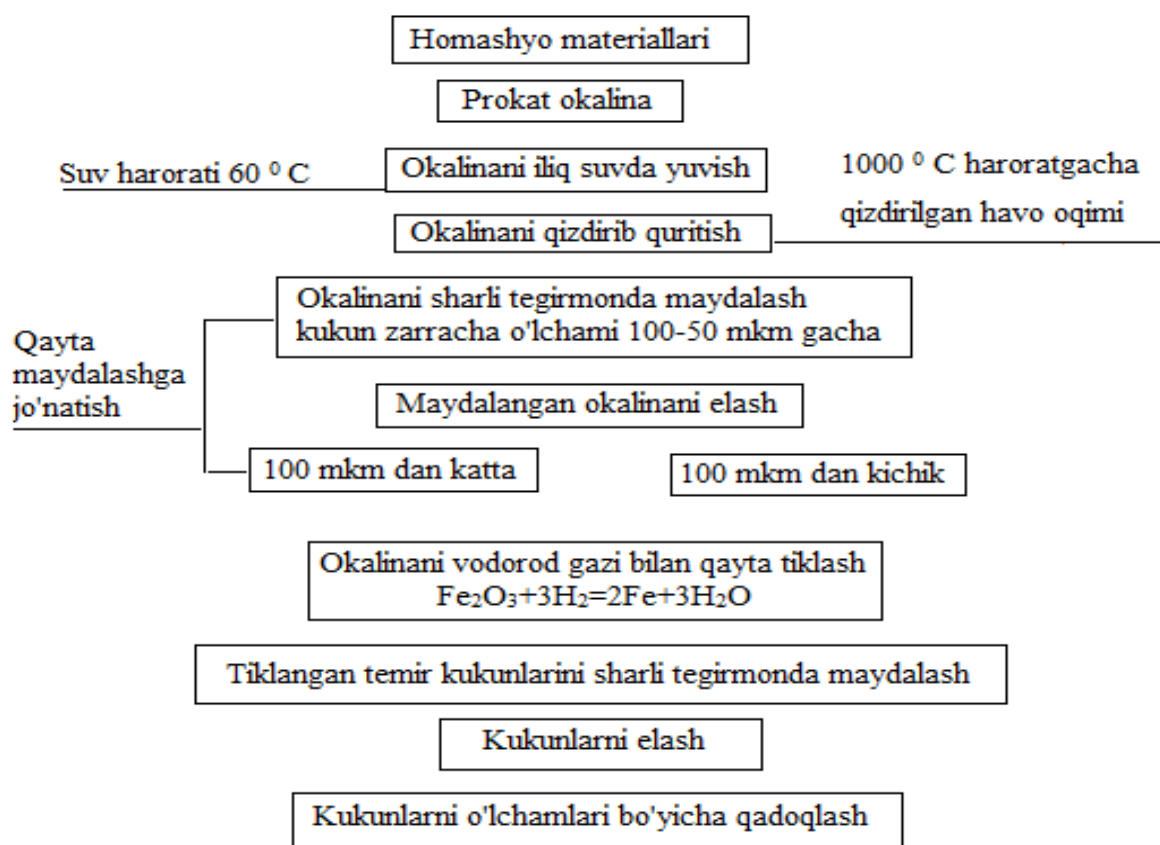 Homashyo materiallari
Prokat okalina
Suv harorati 60 ⁰ C
Okalinani iliq suvda yuvish
1000 ⁰ C haroratgacha
qizdirilgan havo oqimi
Okalinani qizdirib quritish
Okalinani sharli tegirmonda maydalash
kukun zarracha o'lchami 100-50 mkm gacha
Qayta
maydalashga
jo'natish
Maydalangan okalinani elash
100 mkm dan katta
100 mkm dan kichik
Okalinani vodorod gazi bilan qayta tiklash
Fe₂O₃+3H₂=2Fe+3H₂O
Tiklangan temir kukunlarini sharli tegirmonda maydalash
Kukunlarni elash
Kukunlarni o'lchamlari bo'yicha qadoqlash